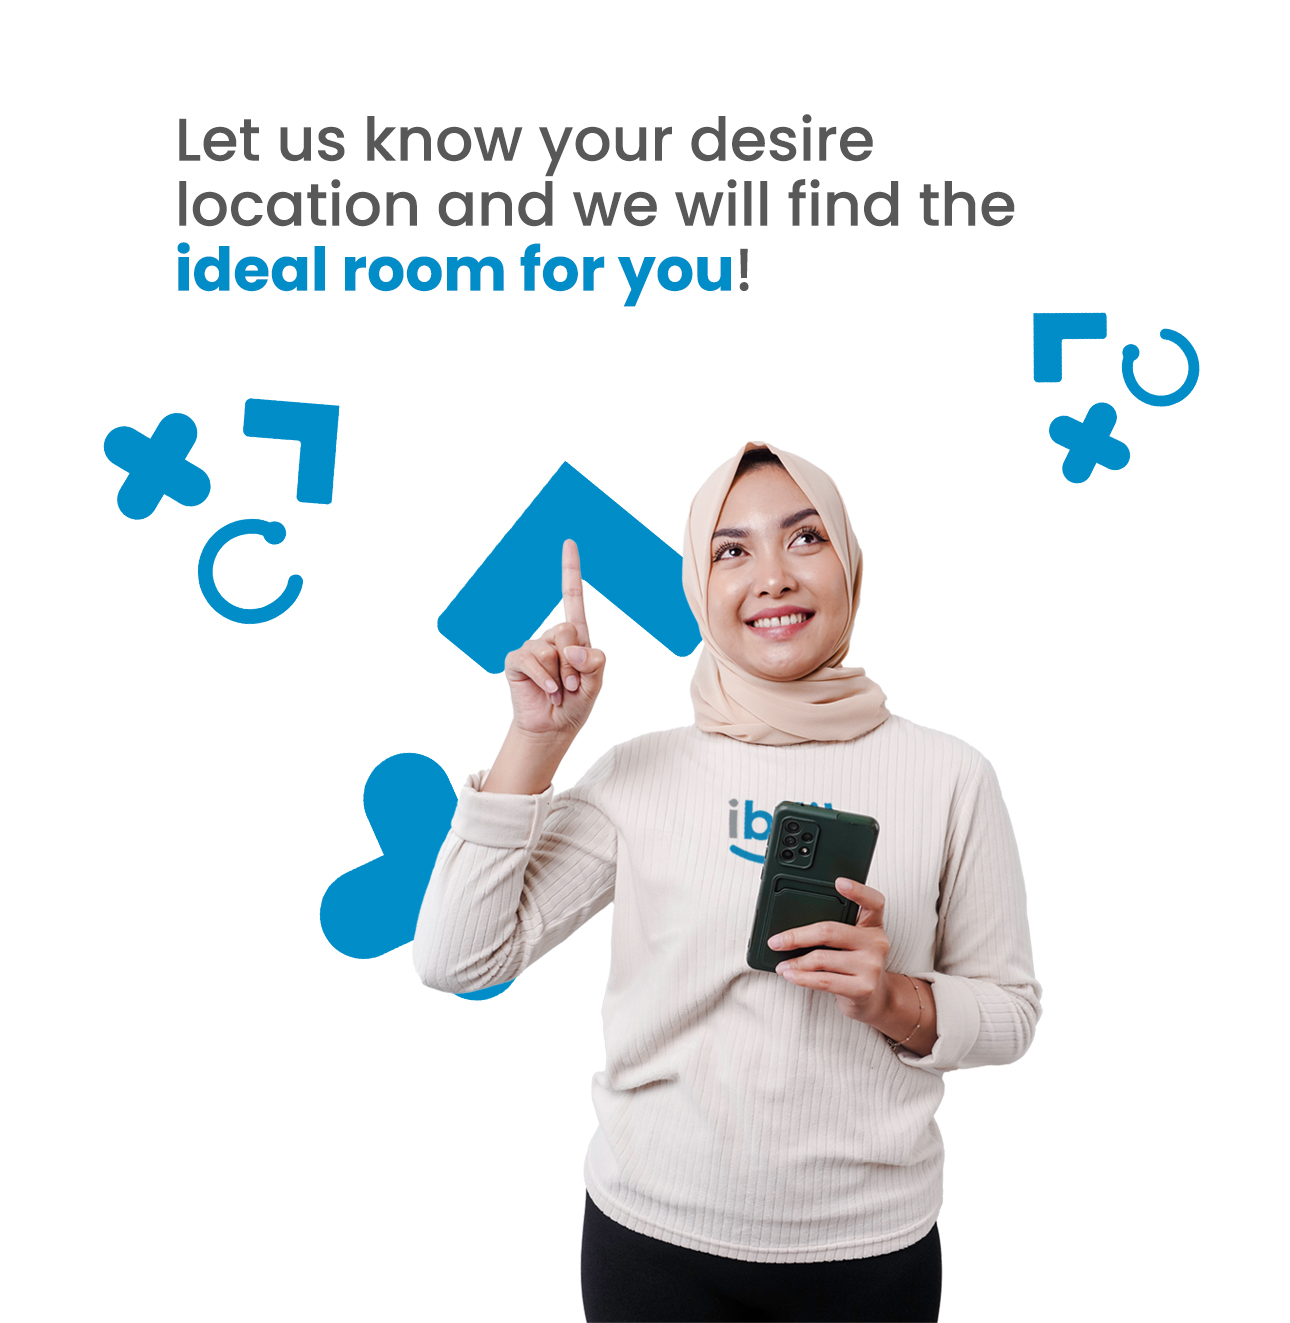 Let us know your desire
location and we will find the
ideal room for you!